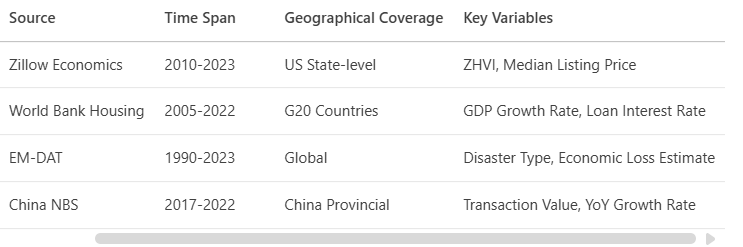 Source Time Span Geographical Coverage Key Variables
Zillow Economics 2010-2023 US State-level ZHVI, Median Listing Price
World Bank Housing 2005-2022 G20 Countries GDP Growth Rate, Loan Interest Rate
EM-DAT 1990-2023 Global Disaster Type, Economic Loss Estimate
China NBS 2017-2022 China Provincial Transaction Value, YoY Growth Rate